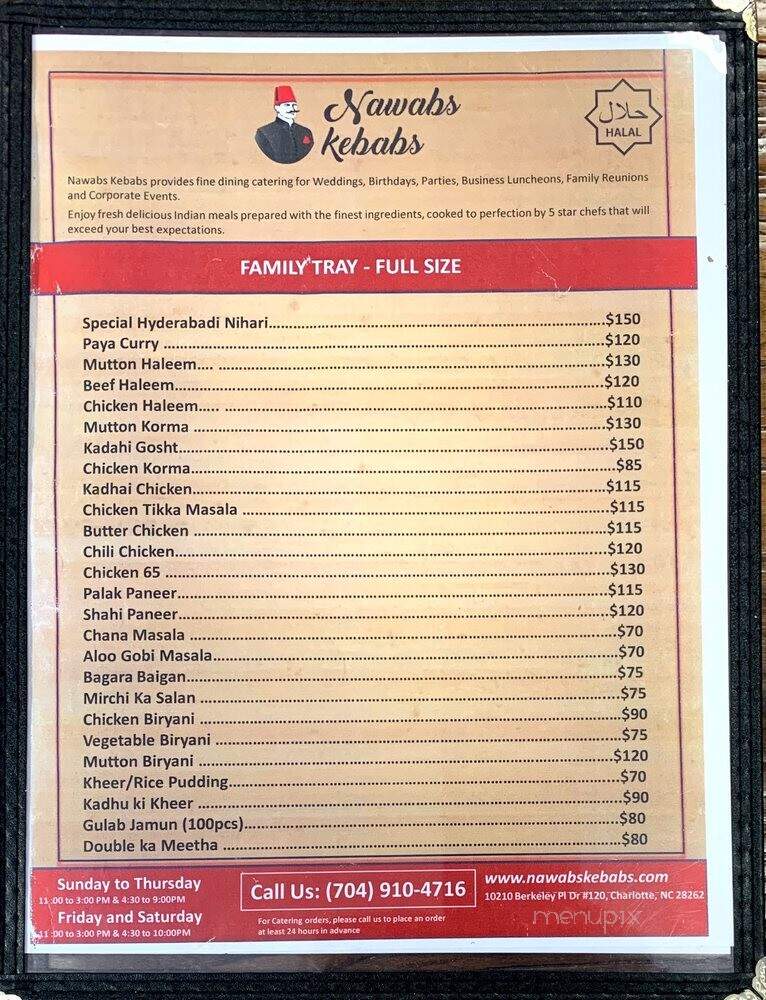 Nawabs
kebabs
حلال
HALAL
Nawabs Kebabs provides fine dining catering for Weddings, Birthdays, Parties, Business Luncheons, Family Reunions
and Corporate Events.
Enjoy fresh delicious Indian meals prepared with the finest ingredients, cooked to perfection by 5 star chefs that will
exceed your best expectations.
FAMILY TRAY - FULL SIZE
Special Hyderabadi Nihari $150
Paya Curry $120
Mutton Haleem $130
Beef Haleem $120
Chicken Haleem $110
Mutton Korma $130
Kadahi Gosht $150
Chicken Korma $85
Kadhai Chicken $115
Chicken Tikka Masala $115
Butter Chicken $115
Chili Chicken $120
Chicken 65 $130
Palak Paneer $115
Shahi Paneer $120
Chana Masala $70
Aloo Gobi Masala $70
Bagara Baigan $75
Mirchi Ka Salan $75
Chicken Biryani $90
Vegetable Biryani $75
Mutton Biryani $120
Kheer/Rice Pudding $70
Kadhu ki Kheer $90
Gulab Jamun (100pcs) $80
Double ka Meetha $80
Sunday to Thursday
11:00 to 3:00 PM & 4:30 to 9:00PM
Friday and Saturday
11:00 to 3:00 PM & 4:30 to 10:00PM
Call Us: (704) 910-4716
For Catering orders, please call us to place an order
at least 24 hours in advance
www.nawabskebabs.com
10210 Berkeley Pl Dr #120, Charlotte, NC 28262
menupix